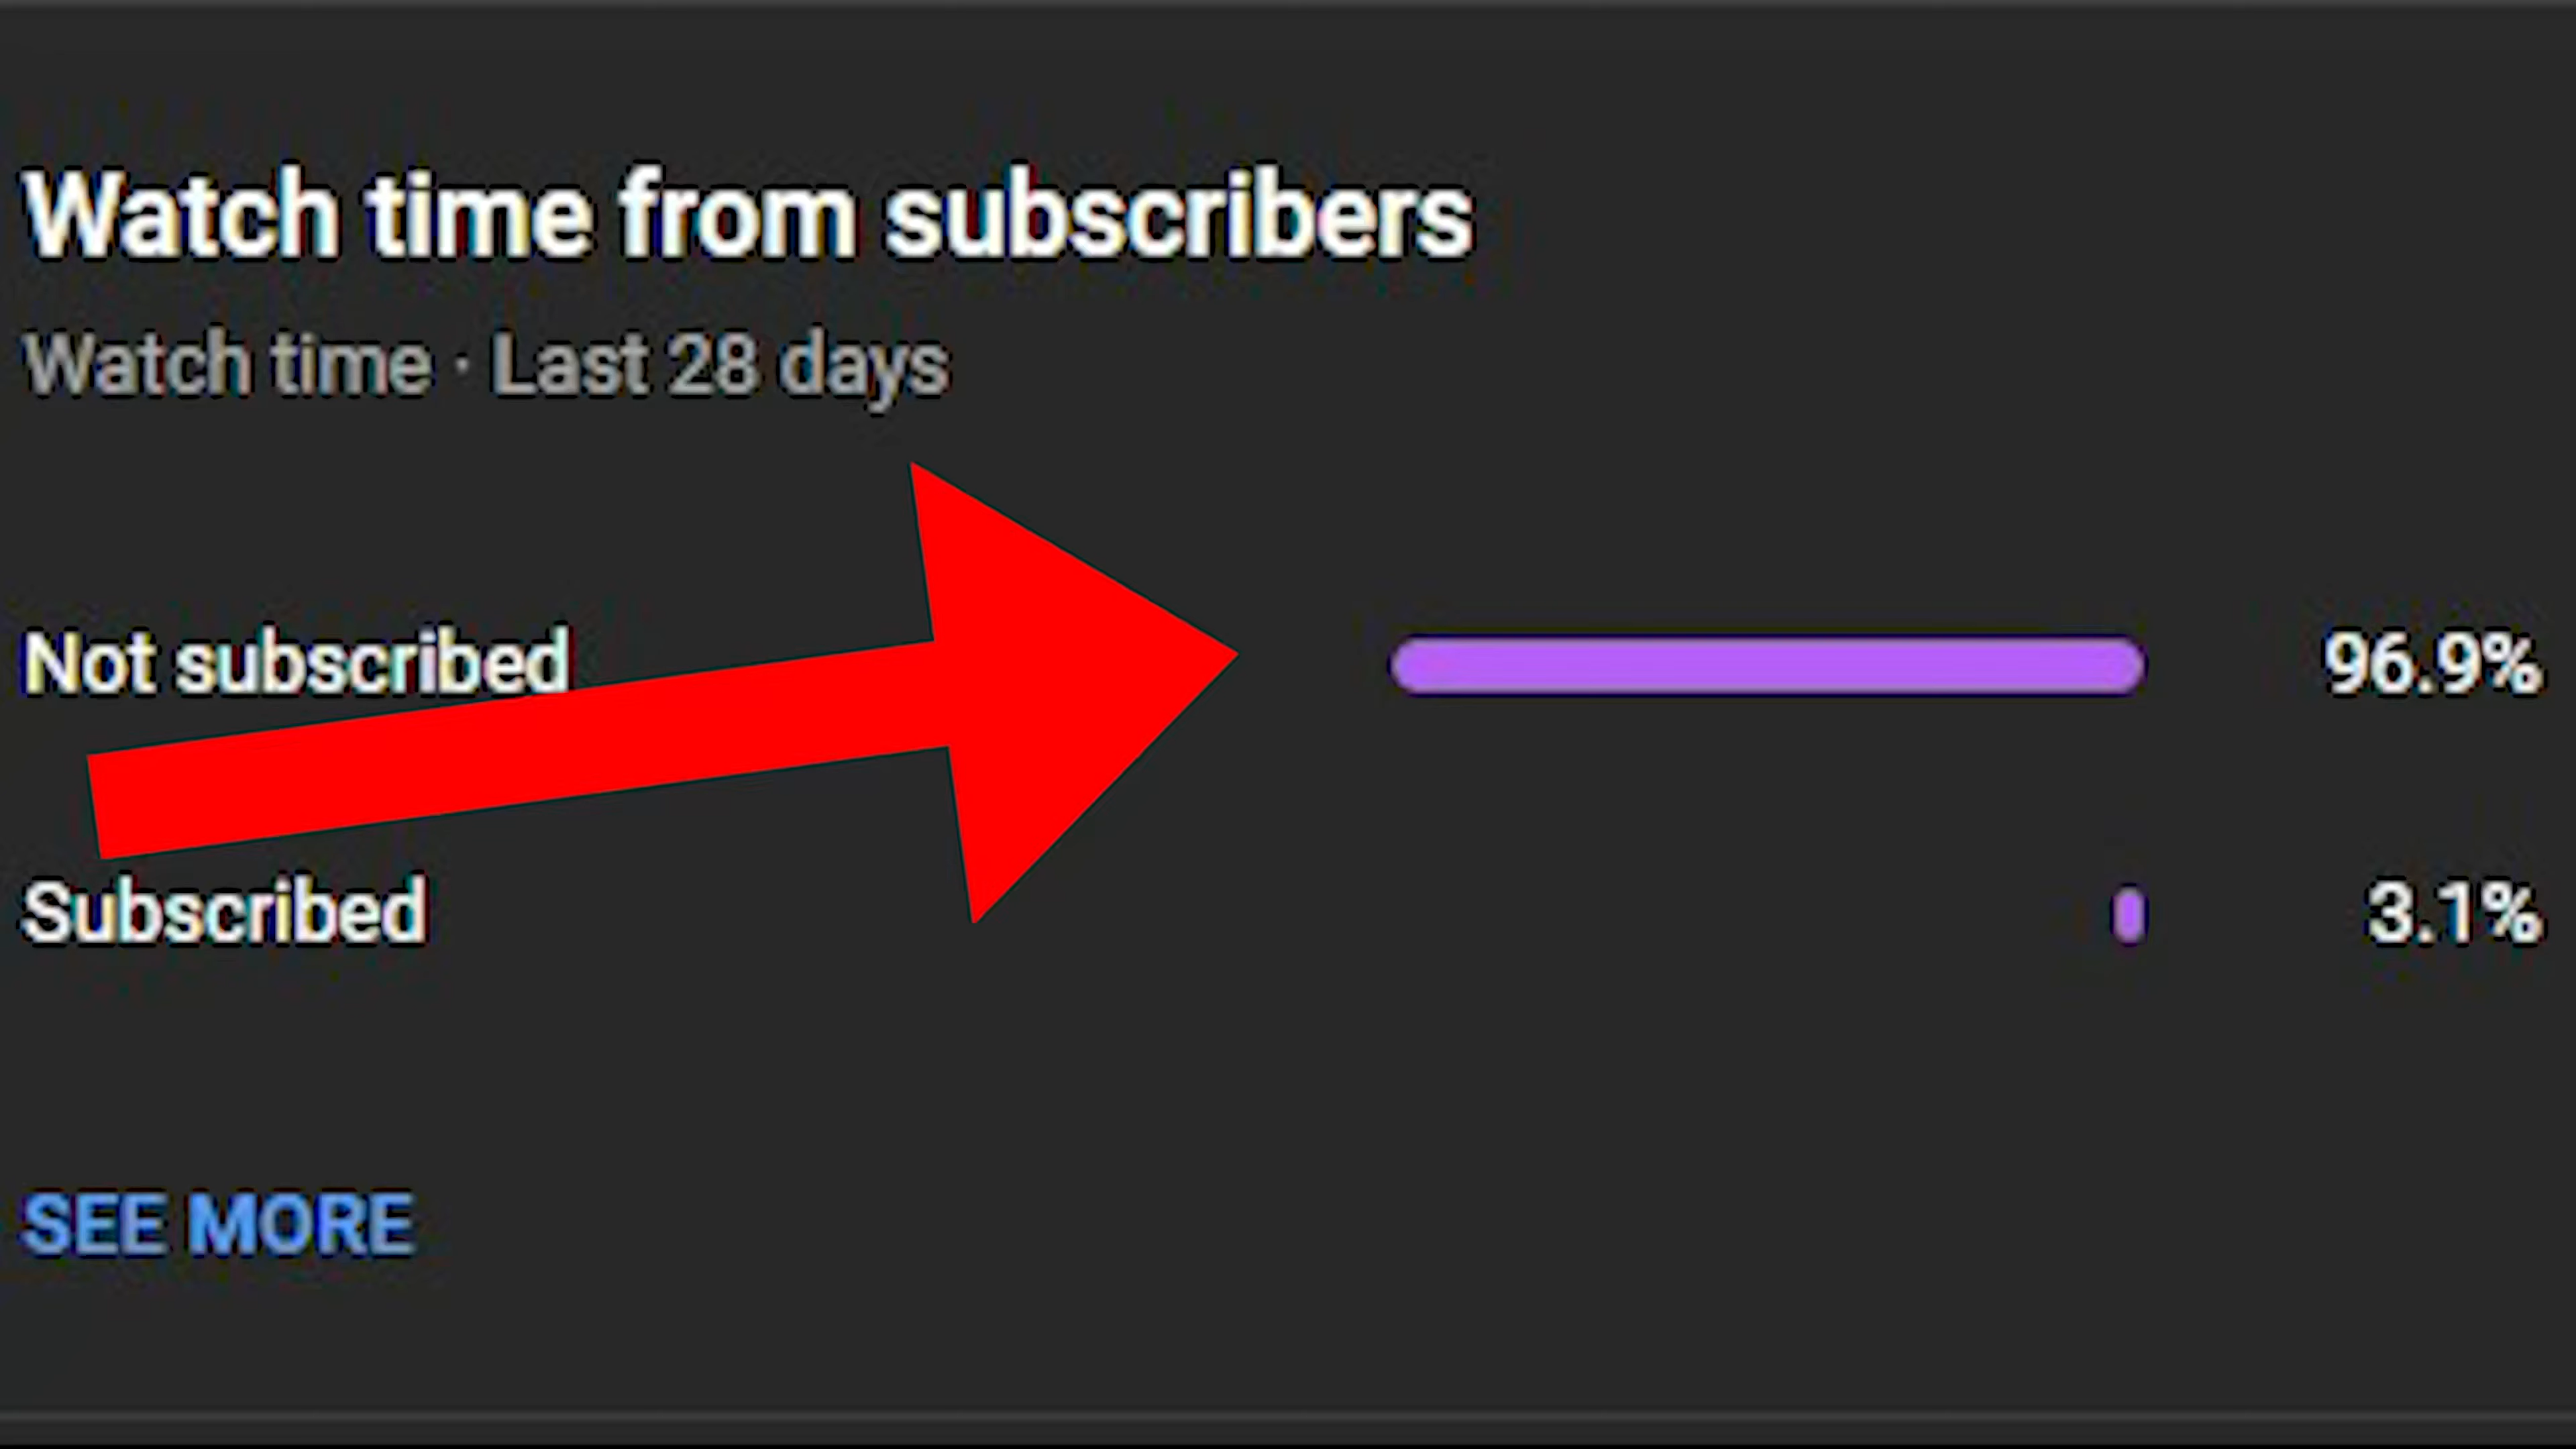 Watch time from subscribers
Watch time · Last 28 days
Not subscribed 96.9%
Subscribed 3.1%
SEE MORE